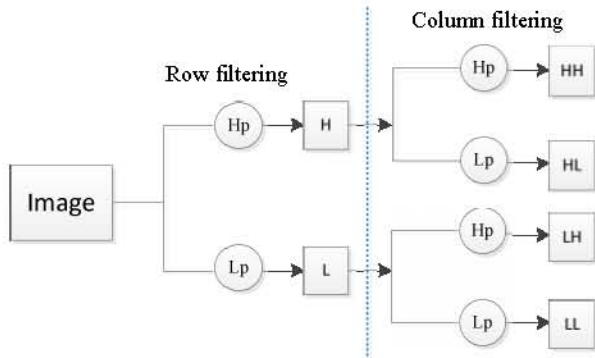 Column filtering
Row filtering
Hp
HH
Hp
H
Lp
HL
Image
Hp
LH
Lp
L
Lp
LL